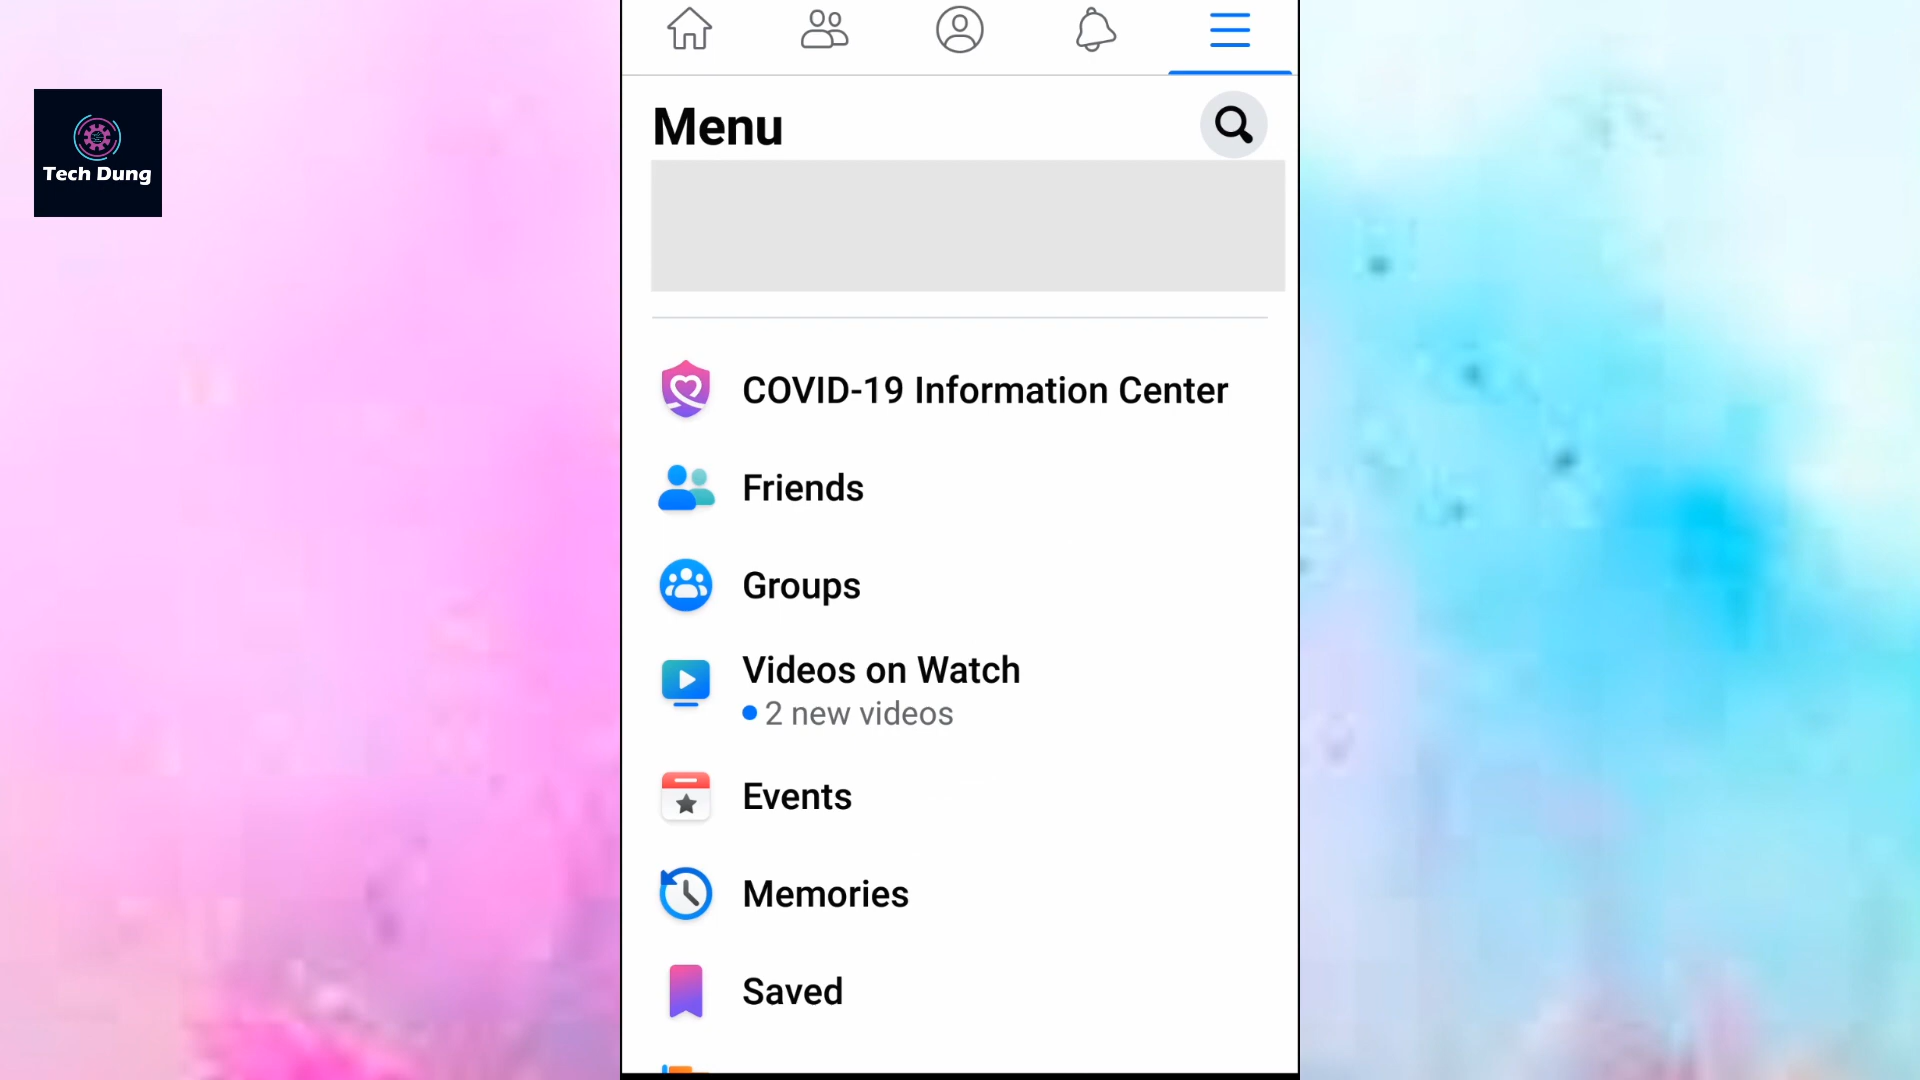 Tech Dung
Menu
COVID-19 Information Center
Friends
Groups
Videos on Watch
2 new videos
Events
Memories
Saved